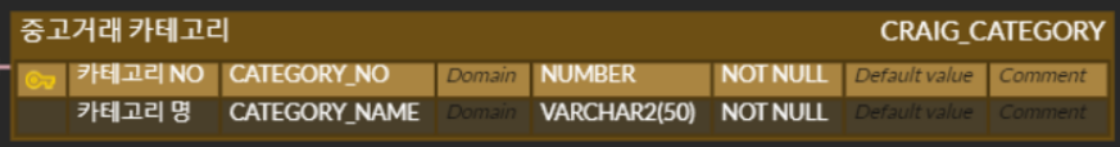 중고거래 카테고리 CRAIG_CATEGORY
카테고리 NO CATEGORY_NO Domain NUMBER NOT NULL Default value Comment
카테고리 명 CATEGORY_NAME Domain VARCHAR2(50) NOT NULL Default value Comment